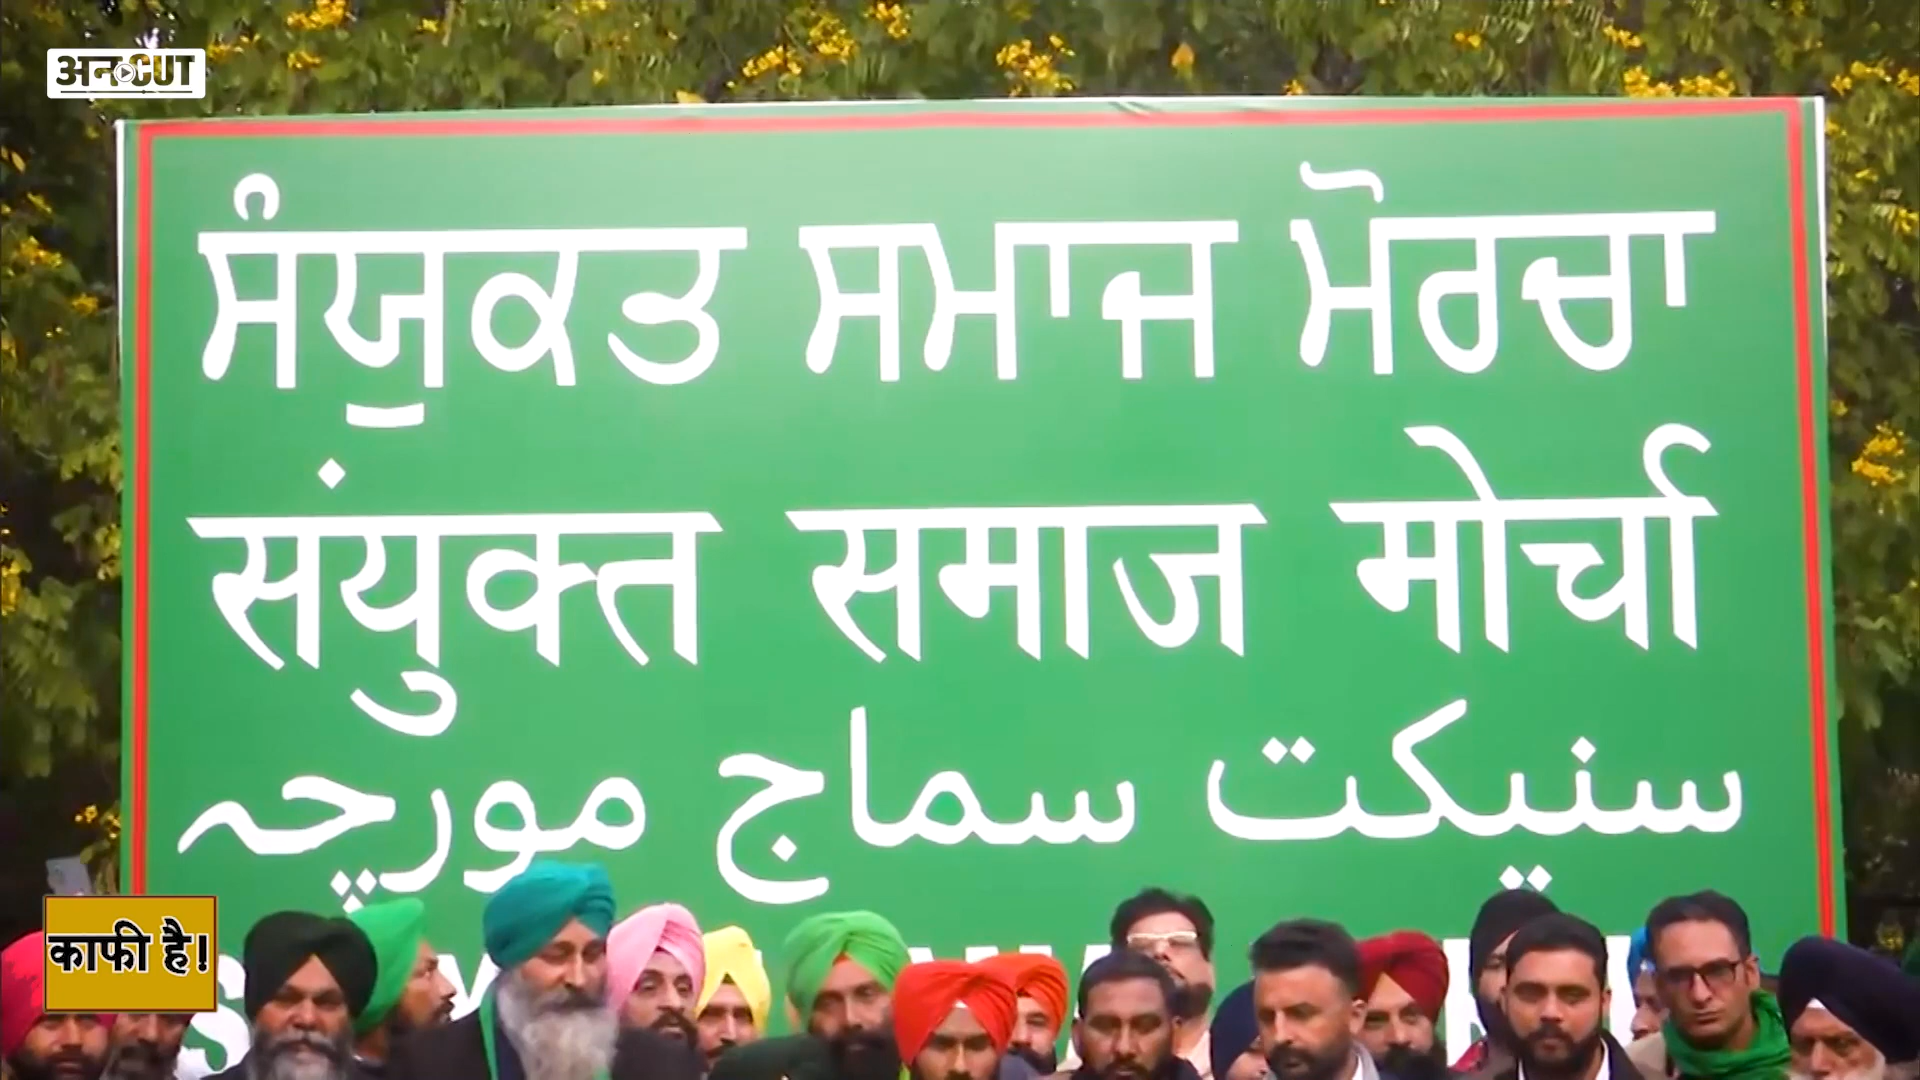 अनCUT
ਸੰਯੁਕਤ ਸਮਾਜ ਮੋਰਚਾ
संयुक्त समाज मोर्चा
سنیکت سماج مورچہ
काफी है!